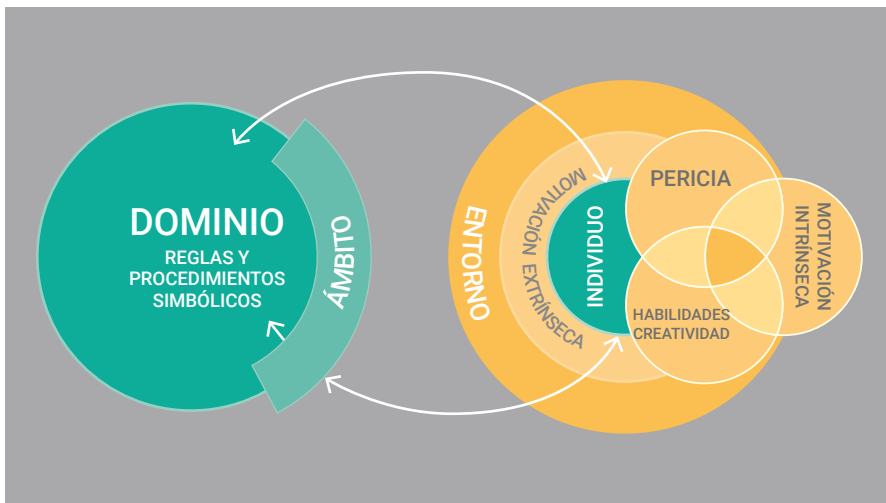 DOMINIO
REGLAS Y
PROCEDIMIENTOS
SIMBÓLICOS
ÁMBITO
ENTORNO
MOTIVACIÓN EXTRÍNSECA
INDIVIDUO
PERICIA
HABILIDADES
CREATIVIDAD
MOTIVACIÓN
INTRÍNSECA